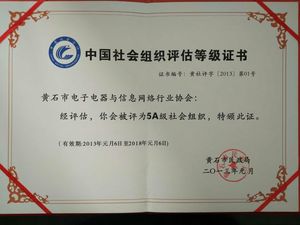 中国社会组织评估等级证书
证书编号：黄社评字［2013］第01号
黄石市电子电器与信息网络行业协会：
经评估，你会被评为5A级社会组织，特颁此证。
（有效期：2013年元月6日至2018年元月6日）
黄石市民政局
二〇一三年元月